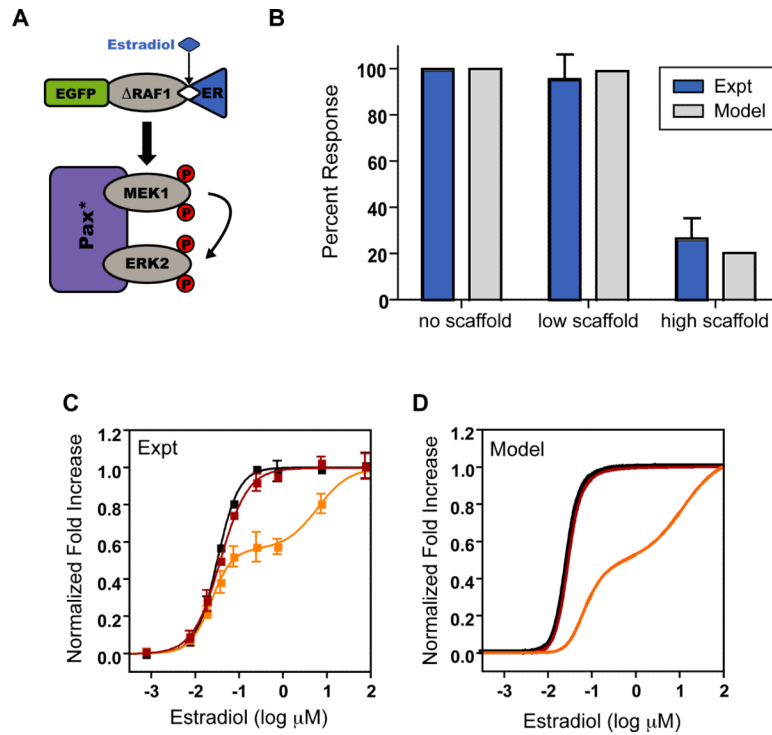 A
Estradiol
EGFP
ΔRAF1
ER
P
MEK1
P
Pax*
P
ERK2
P
B
Percent Response
100
80
60
40
20
0
Expt
Model
no scaffold
low scaffold
high scaffold
C
Expt
Normalized Fold Increase
1.2
1.0
0.8
0.6
0.4
0.2
0.0
-3 -2 -1 0 1 2
Estradiol (log μM)
D
Model
Normalized Fold Increase
1.2
1.0
0.8
0.6
0.4
0.2
0.0
-3 -2 -1 0 1 2
Estradiol (log μM)